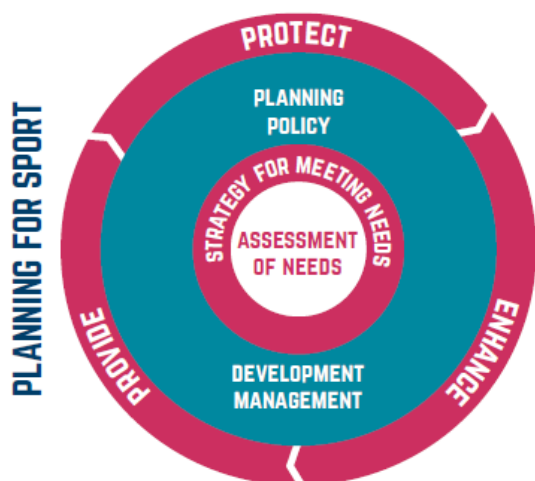 PLANNING FOR SPORT
PROTECT
PLANNING
POLICY
STRATEGY FOR MEETING NEEDS
ASSESSMENT
OF NEEDS
DEVELOPMENT
MANAGEMENT
PROVIDE
ENHANCE